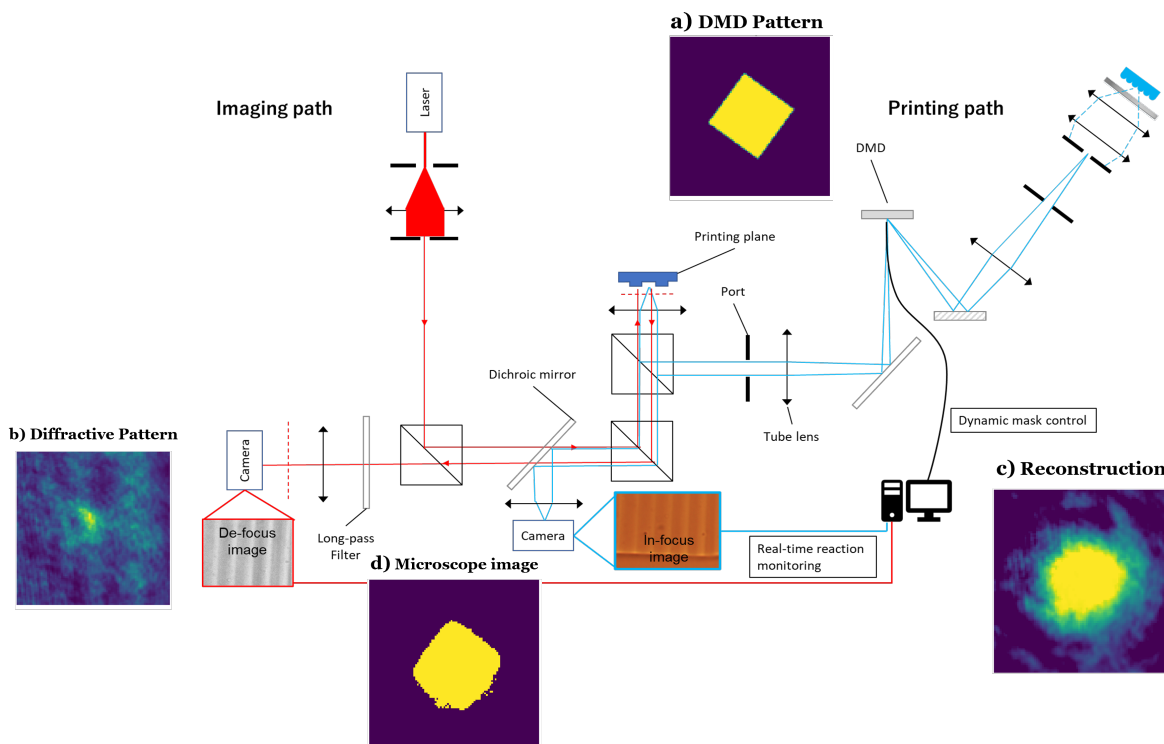 a) DMD Pattern
Imaging path
Laser
Printing path
DMD
Printing plane
Port
Dichroic mirror
Tube lens
Dynamic mask control
b) Diffractive Pattern
Camera
c) Reconstruction
De-focus
image
Long-pass
Filter
Camera
In-focus
image
Real-time reaction
monitoring
d) Microscope image